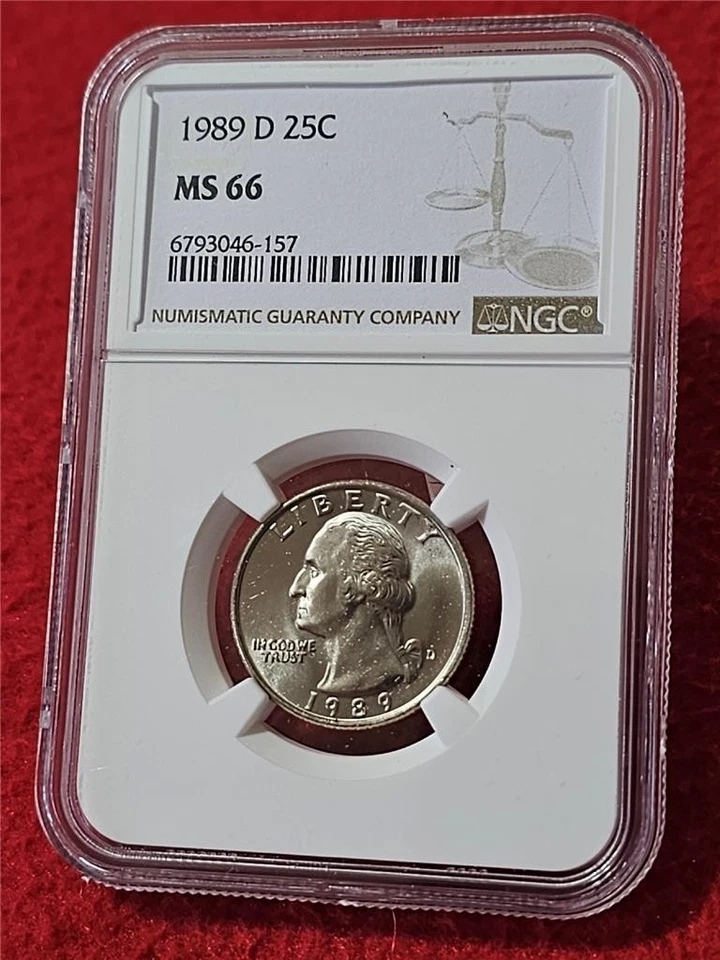 1989 D 25C
MS 66
6793046-157
NUMISMATIC GUARANTY COMPANY NGC®
LIBERTY
IN GOD WE
TRUST
D
1989